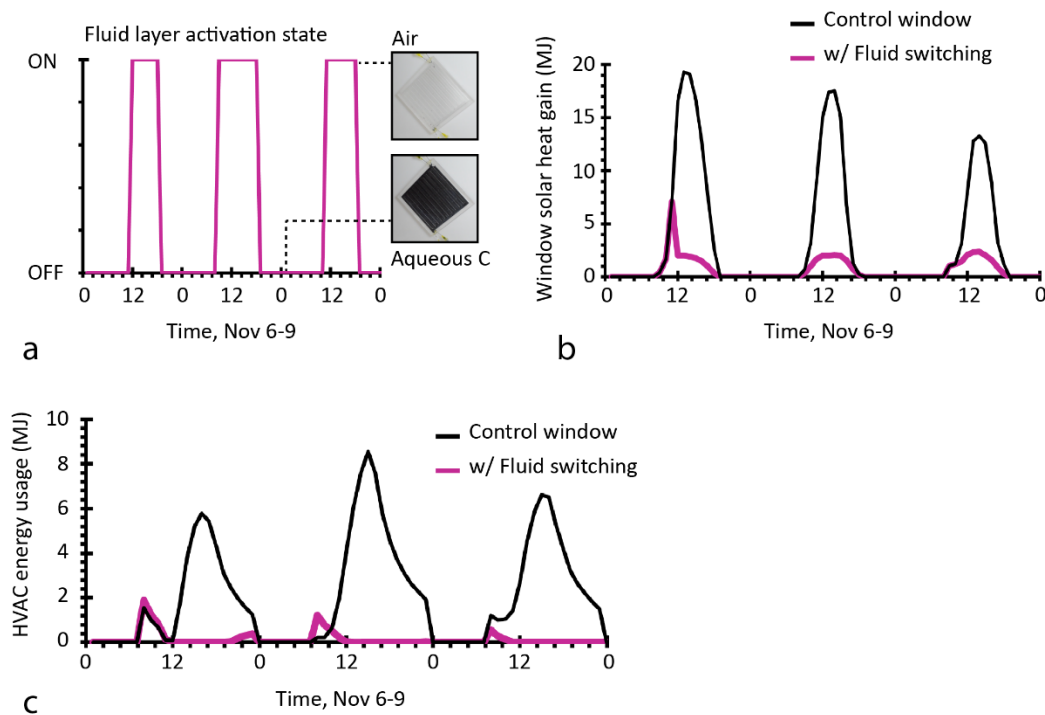 Fluid layer activation state
Air
ON
OFF
Aqueous C
0 12 0 12 0 12 0
Time, Nov 6-9
a
Control window
w/ Fluid switching
Window solar heat gain (MJ)
20
15
10
5
0
0 12 0 12 0 12 0
Time, Nov 6-9
b
HVAC energy usage (MJ)
10
8
6
4
2
0
Control window
w/ Fluid switching
0 12 0 12 0 12 0
Time, Nov 6-9
c